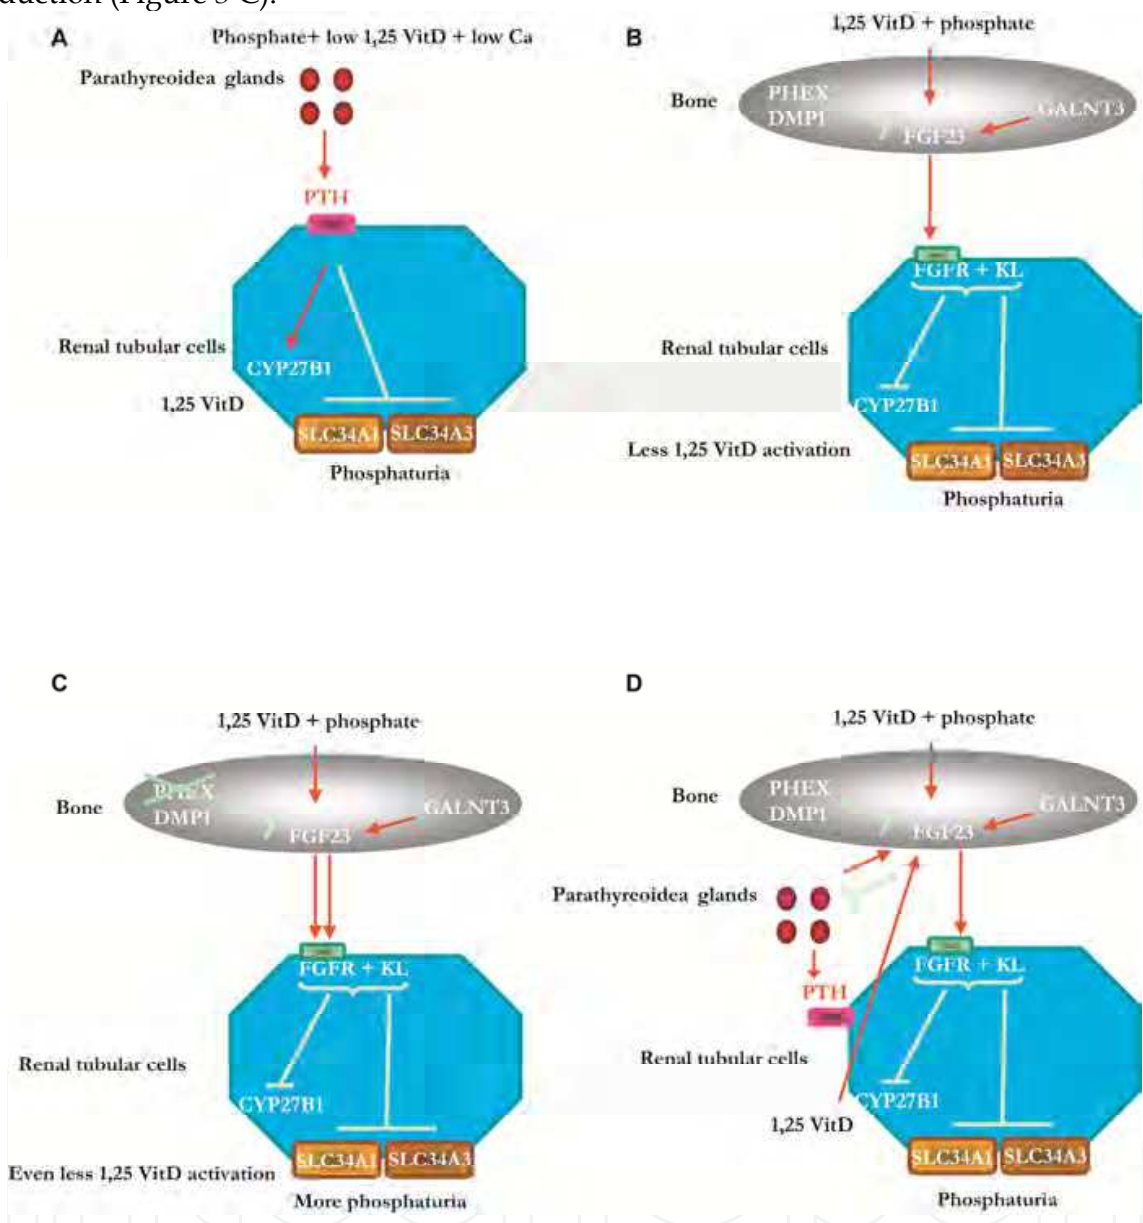 duction (Figure 3 C).
A
Phosphate+ low 1,25 VitD + low Ca
Parathyreoidea glands
PTH
Renal tubular cells
CYP27B1
1,25 VitD
SLC34A1 SLC34A3
Phosphaturia
B
1,25 VitD + phosphate
Bone
PHEX
DMP1
GALNT3
FGF23
FGFR + KL
Renal tubular cells
CYP27B1
Less 1,25 VitD activation
SLC34A1 SLC34A3
Phosphaturia
C
1,25 VitD + phosphate
Bone
PHEX
DMP1
GALNT3
FGF23
FGFR + KL
Renal tubular cells
CYP27B1
SLC34A1 SLC34A3
Even less 1,25 VitD activation
More phosphaturia
D
1,25 VitD + phosphate
Bone
PHEX
DMP1
GALNT3
FGF23
Parathyreoidea glands
FGFR + KL
PTH
Renal tubular cells
CYP27B1
1,25 VitD
SLC34A1 SLC34A3
Phosphaturia